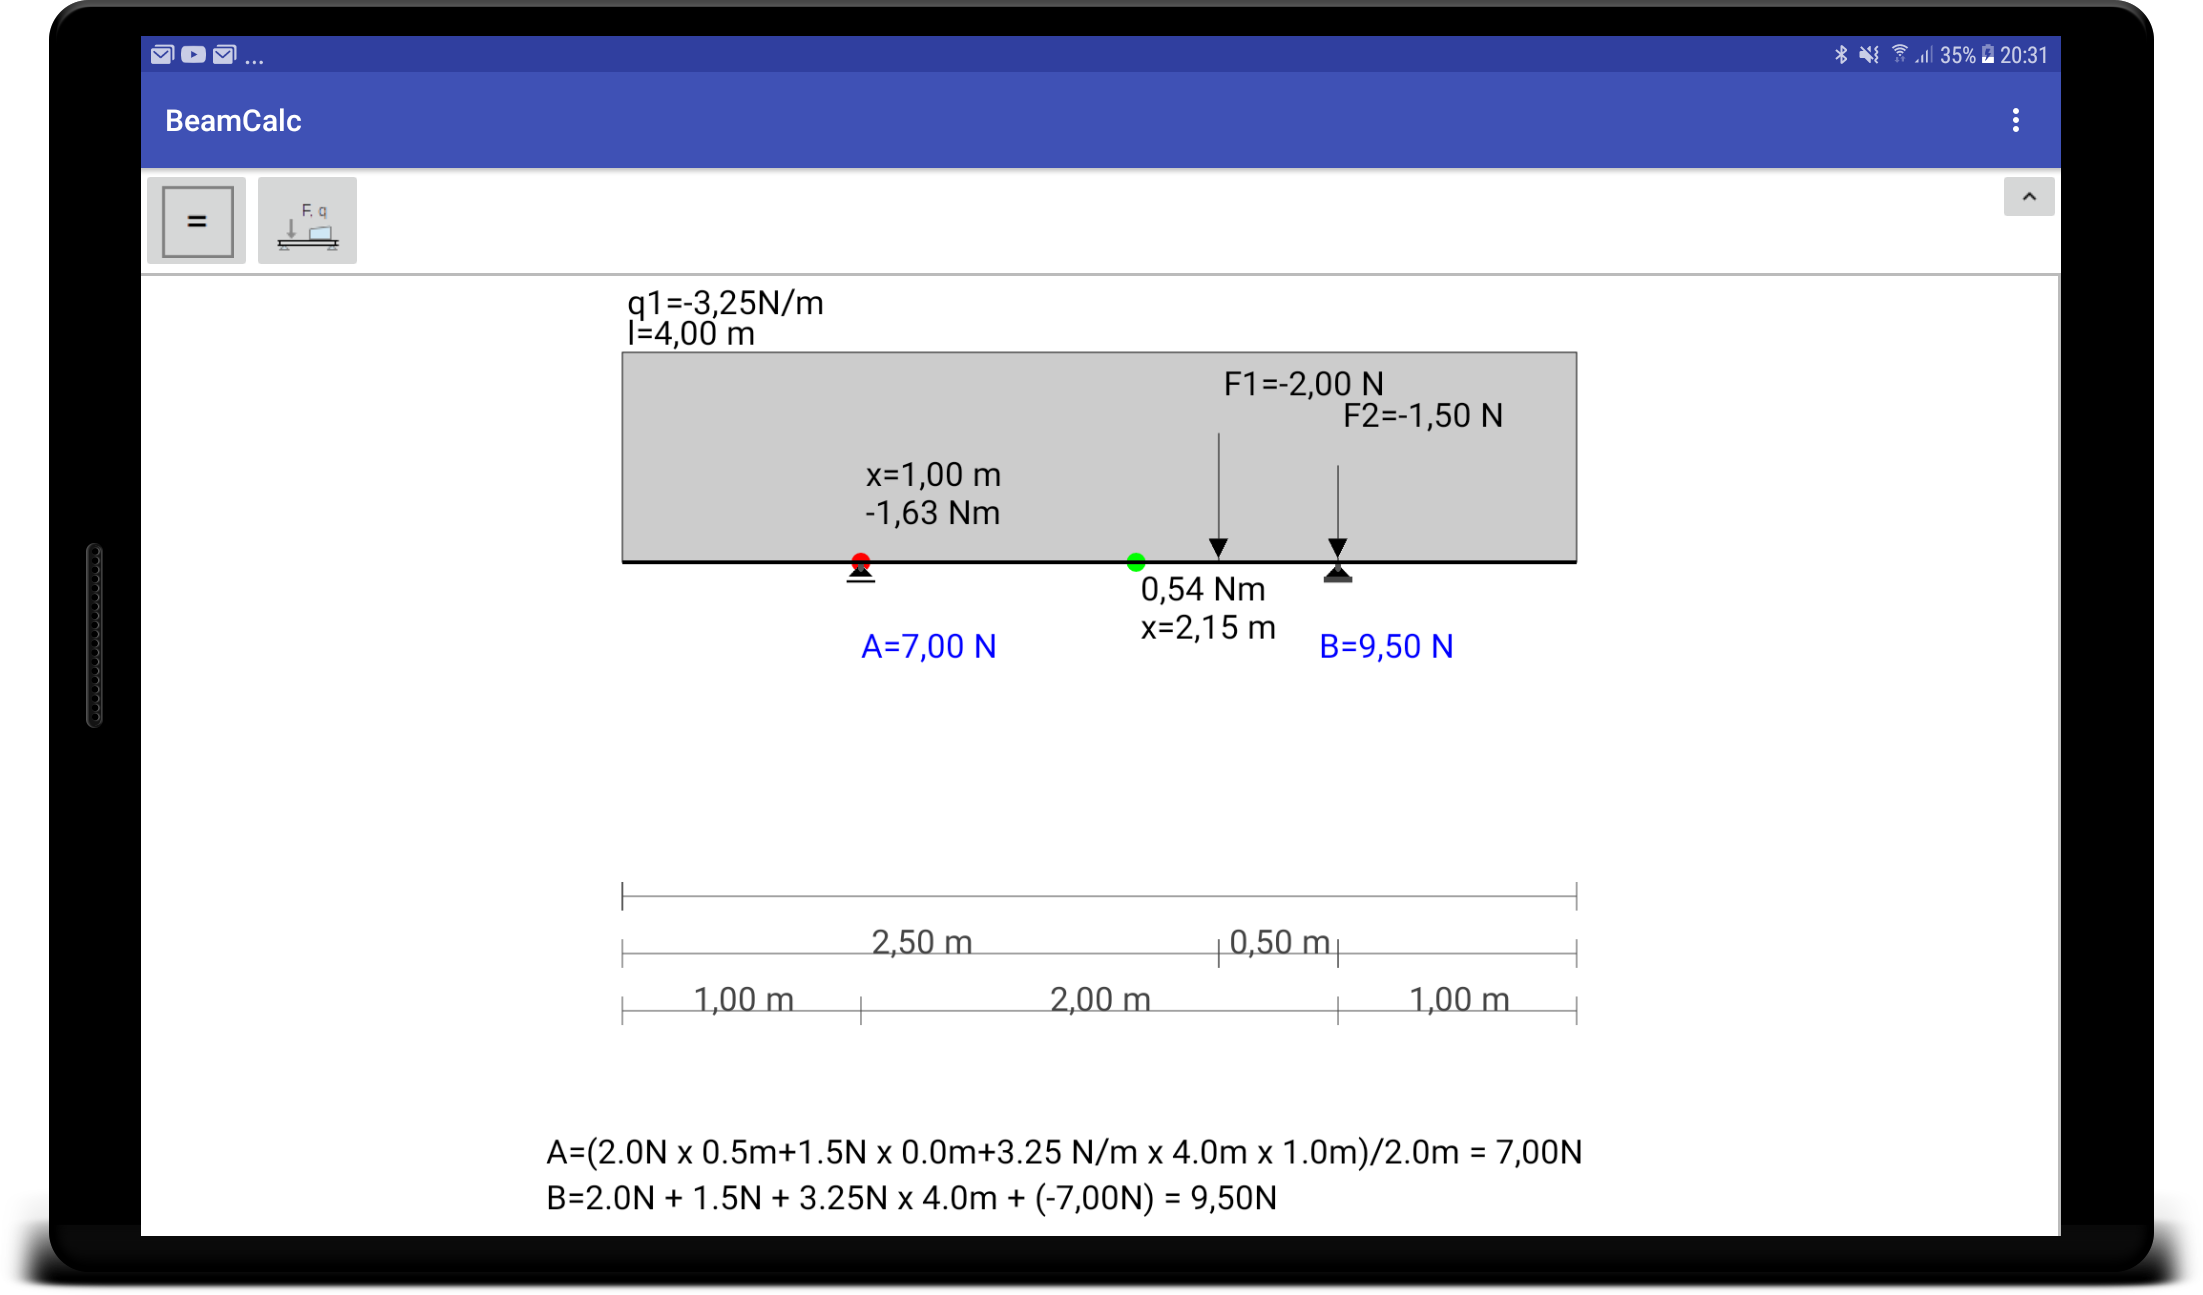 ... 35% 20:31
BeamCalc
=
F, q
q1=-3,25N/m
l=4,00 m
F1=-2,00 N
F2=-1,50 N
x=1,00 m
-1,63 Nm
0,54 Nm
x=2,15 m
A=7,00 N
B=9,50 N
2,50 m 0,50 m
1,00 m 2,00 m 1,00 m
A=(2.0N x 0.5m+1.5N x 0.0m+3.25 N/m x 4.0m x 1.0m)/2.0m = 7,00N
B=2.0N + 1.5N + 3.25N x 4.0m + (-7,00N) = 9,50N